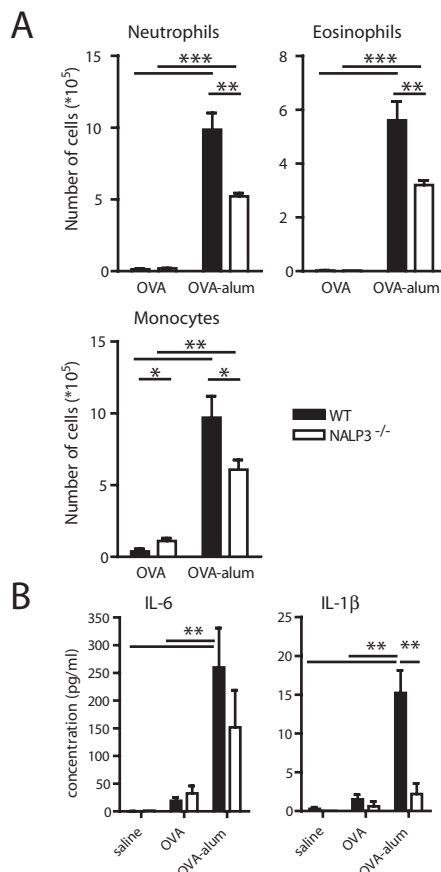 A
Neutrophils
Number of cells (*10⁵)
15
10
5
0
***
**
OVA
OVA-alum
Eosinophils
8
6
4
2
0
***
**
OVA
OVA-alum
Monocytes
Number of cells (*10⁵)
15
10
5
0
**
*
*
OVA
OVA-alum
WT
NALP3 -/-
B
IL-6
concentration (pg/ml)
350
300
250
200
150
100
50
0
**
saline
OVA
OVA-alum
IL-1β
25
20
15
10
5
0
**
**
saline
OVA
OVA-alum